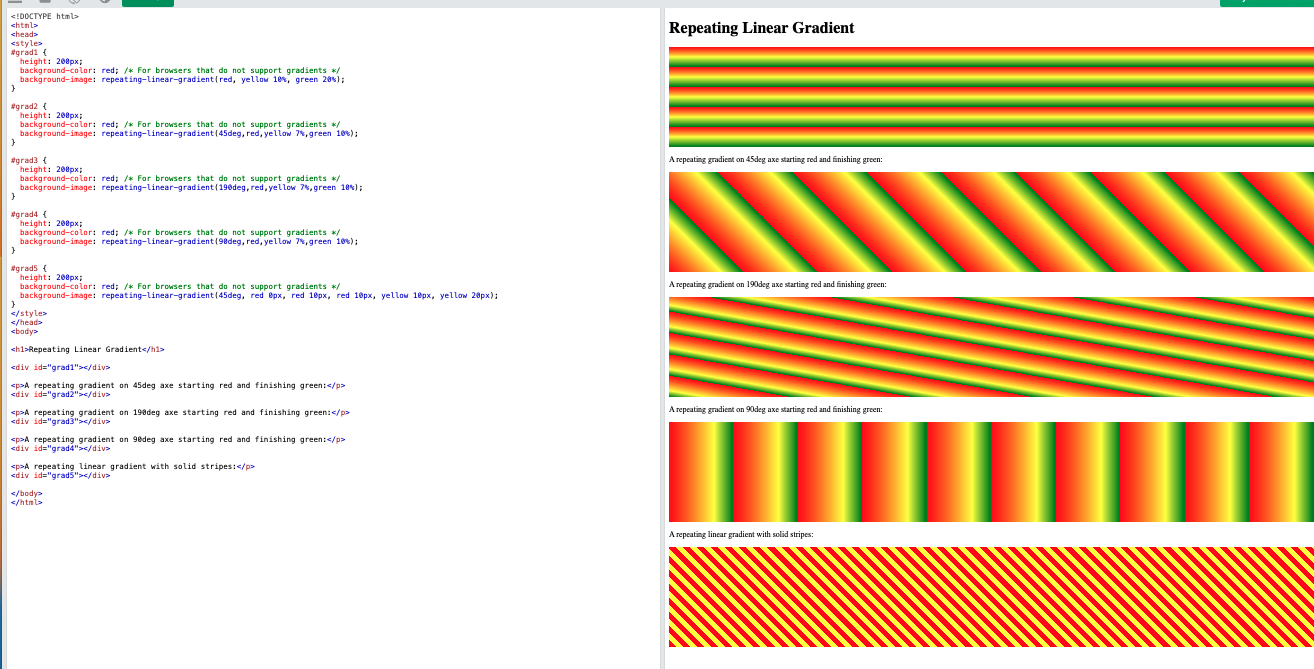 <!DOCTYPE html>
<html>
<head>
<style>
#grad1 {
  height: 200px;
  background-color: red; /* For browsers that do not support gradients */
  background-image: repeating-linear-gradient(red, yellow 10%, green 20%);
}

#grad2 {
  height: 200px;
  background-color: red; /* For browsers that do not support gradients */
  background-image: repeating-linear-gradient(45deg,red,yellow 7%,green 10%);
}

#grad3 {
  height: 200px;
  background-color: red; /* For browsers that do not support gradients */
  background-image: repeating-linear-gradient(190deg,red,yellow 7%,green 10%);
}

#grad4 {
  height: 200px;
  background-color: red; /* For browsers that do not support gradients */
  background-image: repeating-linear-gradient(90deg,red,yellow 7%,green 10%);
}

#grad5 {
  height: 200px;
  background-color: red; /* For browsers that do not support gradients */
  background-image: repeating-linear-gradient(45deg, red 0px, red 10px, red 10px, yellow 10px, yellow 20px);
}
</style>
</head>
<body>

<h1>Repeating Linear Gradient</h1>

<div id="grad1"></div>

<p>A repeating gradient on 45deg axe starting red and finishing green:</p>
<div id="grad2"></div>

<p>A repeating gradient on 190deg axe starting red and finishing green:</p>
<div id="grad3"></div>

<p>A repeating gradient on 90deg axe starting red and finishing green:</p>
<div id="grad4"></div>

<p>A repeating linear gradient with solid stripes:</p>
<div id="grad5"></div>

</body>
</html>
Repeating Linear Gradient
A repeating gradient on 45deg axe starting red and finishing green:
A repeating gradient on 190deg axe starting red and finishing green:
A repeating gradient on 90deg axe starting red and finishing green:
A repeating linear gradient with solid stripes: